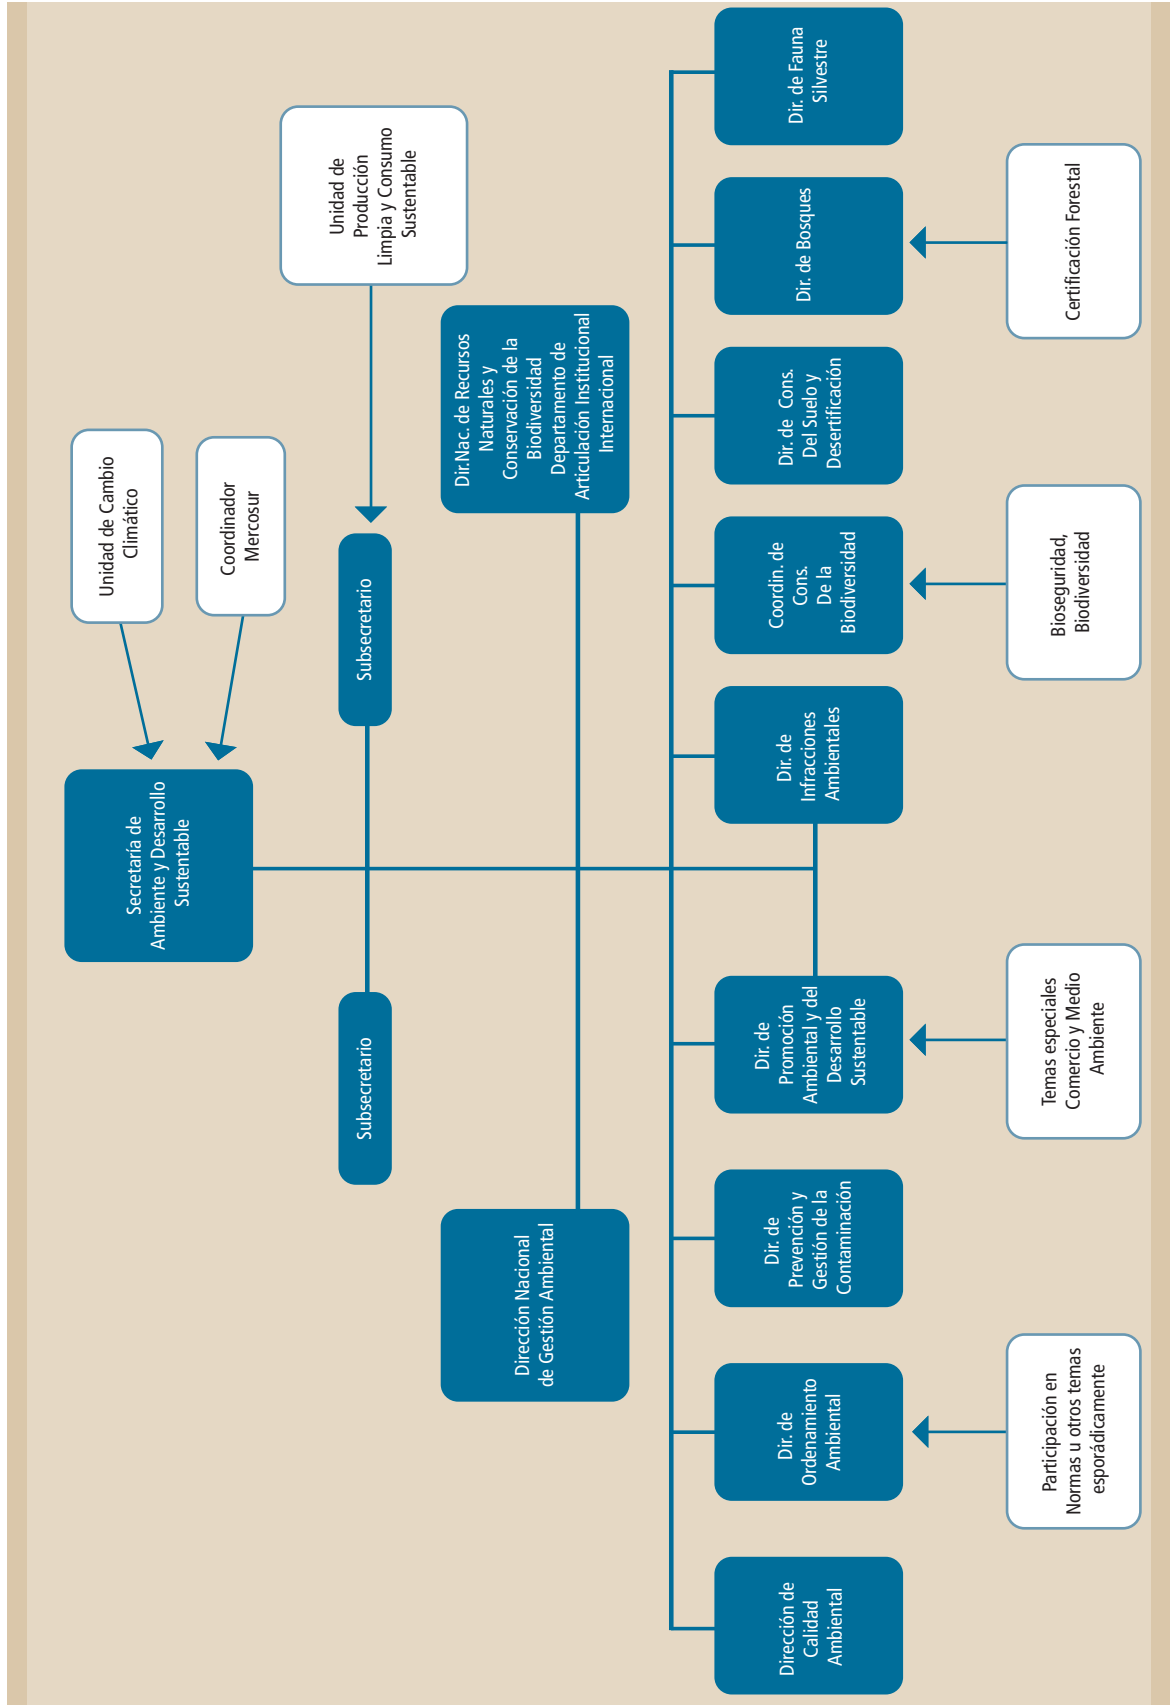 Secretaría de
Ambiente y Desarrollo
Sustentable
Unidad de Cambio
Climático
Coordinador
Mercosur
Subsecretario
Subsecretario
Unidad de
Producción
Limpia y Consumo
Sustentable
Dirección Nacional
de Gestión Ambiental
Dir.Nac. de Recursos
Naturales y
Conservación de la
Biodiversidad
Departamento de
Articulación Institucional
Internacional
Dirección de
Calidad
Ambiental
Dir. de
Ordenamiento
Ambiental
Dir. de
Prevención y
Gestión de la
Contaminación
Dir. de
Promoción
Ambiental y del
Desarrollo
Sustentable
Dir. de
Infracciones
Ambientales
Coordin. de
Cons.
De la
Biodiversidad
Dir. de Cons.
Del Suelo y
Desertificación
Dir. de Bosques
Dir. de Fauna
Silvestre
Participación en
Normas u otros temas
esporádicamente
Temas especiales
Comercio y Medio
Ambiente
Bioseguridad,
Biodiversidad
Certificación Forestal